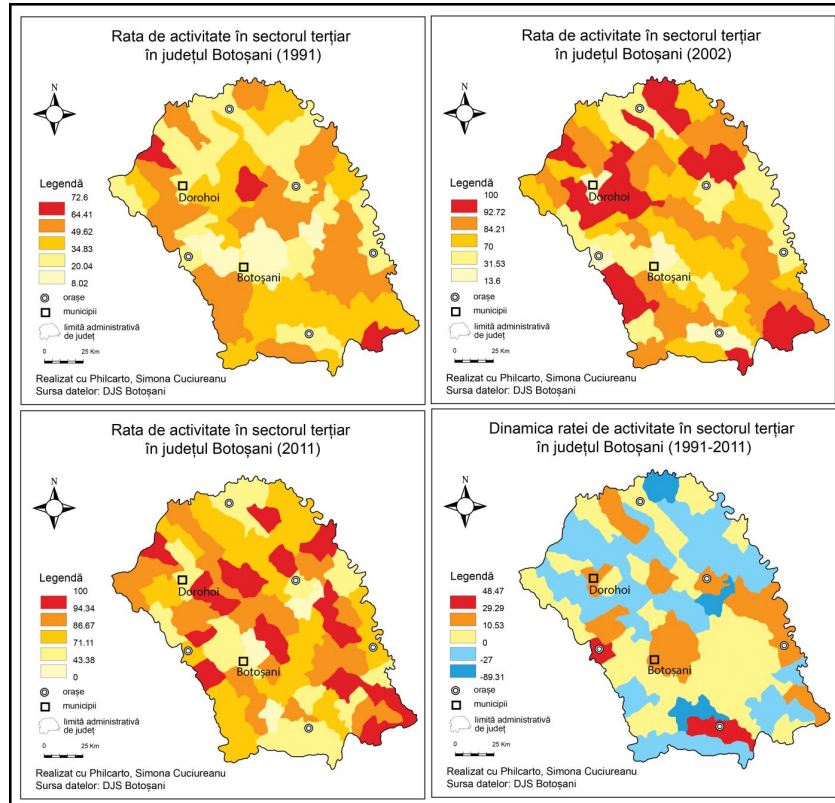 Rata de activitate în sectorul terțiar
în județul Botoșani (1991)
N
Dorohoi
Botoșani
Legendă
72.6
64.41
49.62
34.83
20.04
8.02
orașe
municipii
limită administrativă
de județ
0 25 Km
Realizat cu Philcarto, Simona Cuciureanu
Sursa datelor: DJS Botoșani
Rata de activitate în sectorul terțiar
în județul Botoșani (2002)
N
Dorohoi
Botoșani
Legendă
100
92.72
84.21
70
31.53
13.6
orașe
municipii
limită administrativă
de județ
0 25 Km
Realizat cu Philcarto, Simona Cuciureanu
Sursa datelor: DJS Botoșani
Rata de activitate în sectorul terțiar
în județul Botoșani (2011)
N
Dorohoi
Botoșani
Legendă
100
94.34
86.67
71.11
43.38
0
orașe
municipii
limită administrativă
de județ
0 25 Km
Realizat cu Philcarto, Simona Cuciureanu
Sursa datelor: DJS Botoșani
Dinamica ratei de activitate în sectorul terțiar
în județul Botoșani (1991-2011)
N
Dorohoi
Botoșani
Legendă
48.47
29.29
10.53
0
-27
-89.31
orașe
municipii
limită administrativă
de județ
0 25 Km
Realizat cu Philcarto, Simona Cuciureanu
Sursa datelor: DJS Botoșani